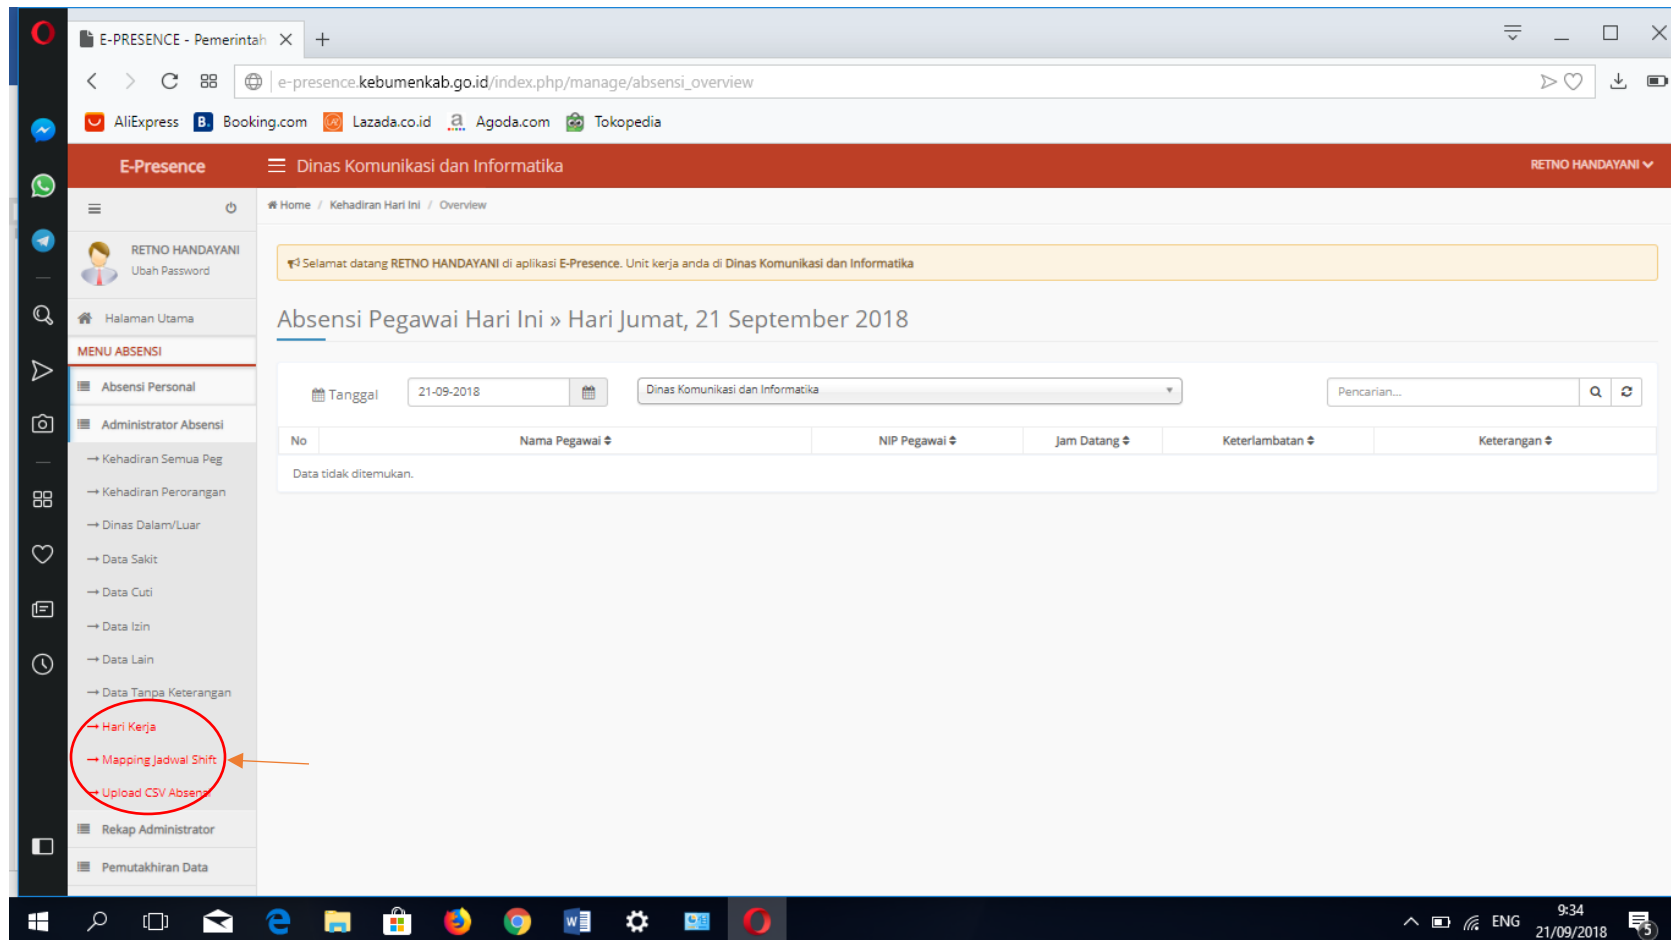 E-PRESENCE - Pemerintah
e-presence.kebumenkab.go.id/index.php/manage/absensi_overview
AliExpress B. Booking.com Lazada.co.id a Agoda.com Tokopedia
E-Presence
Dinas Komunikasi dan Informatika
RETNO HANDAYANI
Home / Kehadiran Hari Ini / Overview
RETNO HANDAYANI
Ubah Password
Selamat datang RETNO HANDAYANI di aplikasi E-Presence. Unit kerja anda di Dinas Komunikasi dan Informatika
Halaman Utama
MENU ABSENSI
Absensi Personal
Administrator Absensi
→ Kehadiran Semua Peg
→ Kehadiran Perorangan
→ Dinas Dalam/Luar
→ Data Sakit
→ Data Cuti
→ Data Izin
→ Data Lain
→ Data Tanpa Keterangan
→ Hari Kerja
→ Mapping Jadwal Shift
→ Upload CSV Absensi
Rekap Administrator
Pemutakhiran Data
Absensi Pegawai Hari Ini » Hari Jumat, 21 September 2018
Tanggal 21-09-2018 Dinas Komunikasi dan Informatika Pencarian...
No Nama Pegawai NIP Pegawai Jam Datang Keterlambatan Keterangan
Data tidak ditemukan.
ENG
9:34
21/09/2018
5